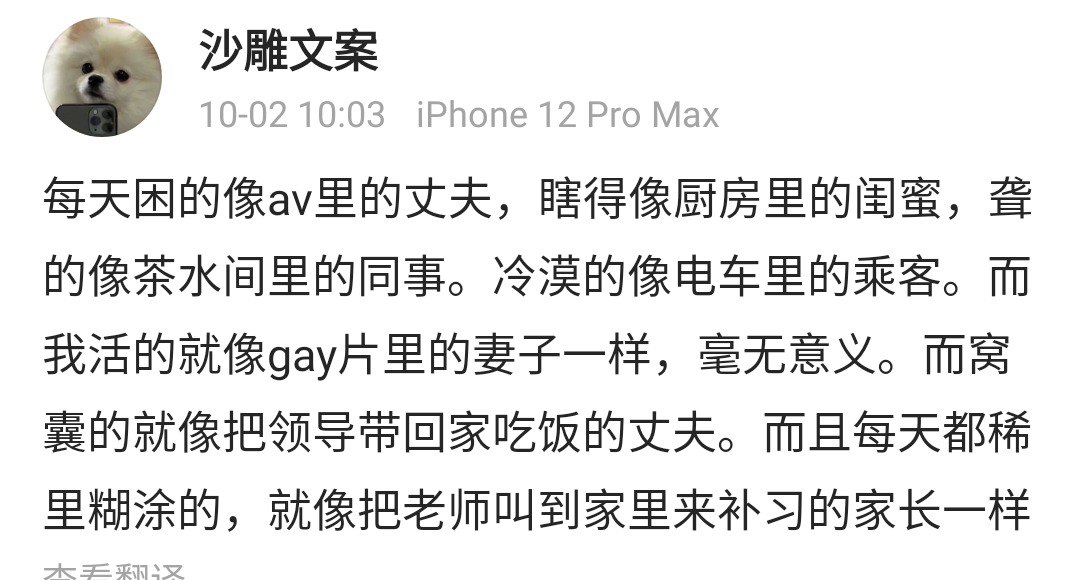 沙雕文案
10-02 10:03 iPhone 12 Pro Max
每天困的像av里的丈夫，瞎得像厨房里的闺蜜，聋
的像茶水间里的同事。冷漠的像电车里的乘客。而
我活的就像gay片里的妻子一样，毫无意义。而窝
囊的就像把领导带回家吃饭的丈夫。而且每天都稀
里糊涂的，就像把老师叫到家里来补习的家长一样
查看翻译